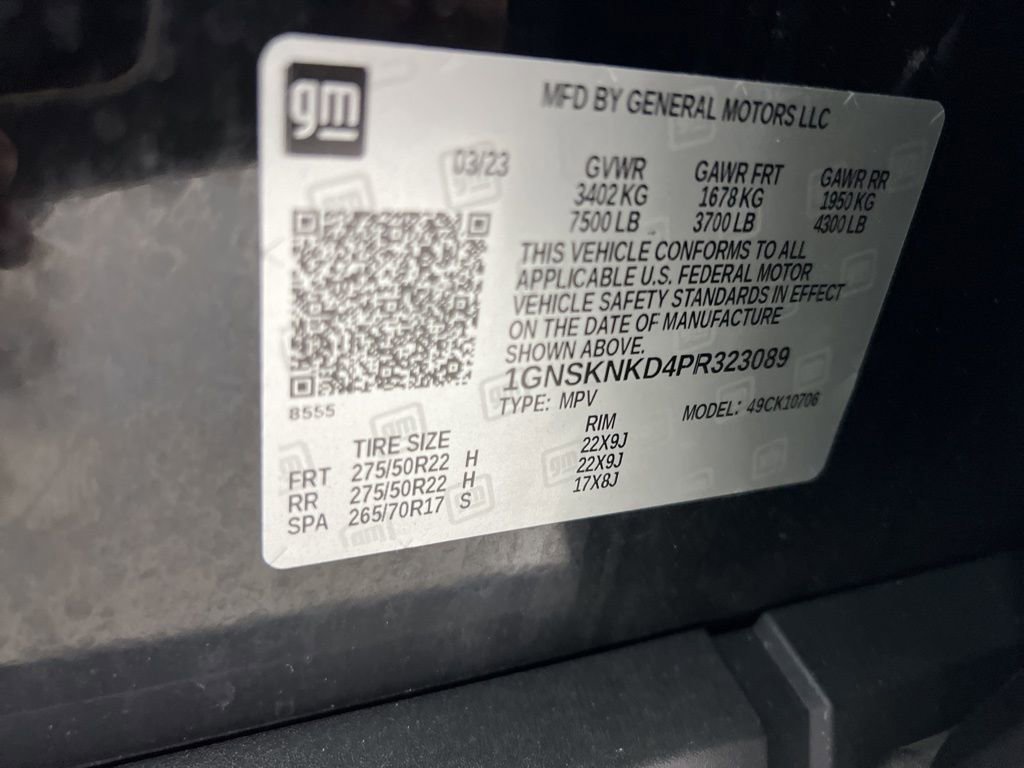 gm
MFD BY GENERAL MOTORS LLC
03/23 GVWR GAWR FRT GAWR RR
3402 KG 1678 KG 1950 KG
7500 LB 3700 LB 4300 LB
THIS VEHICLE CONFORMS TO ALL
APPLICABLE U.S. FEDERAL MOTOR
VEHICLE SAFETY STANDARDS IN EFFECT
ON THE DATE OF MANUFACTURE
SHOWN ABOVE.
1GNSKNKD4PR323089
8555
TYPE: MPV MODEL: 49CK10706
TIRE SIZE RIM
FRT 275/50R22 H 22X9J
RR 275/50R22 H 22X9J
SPA 265/70R17 S 17X8J